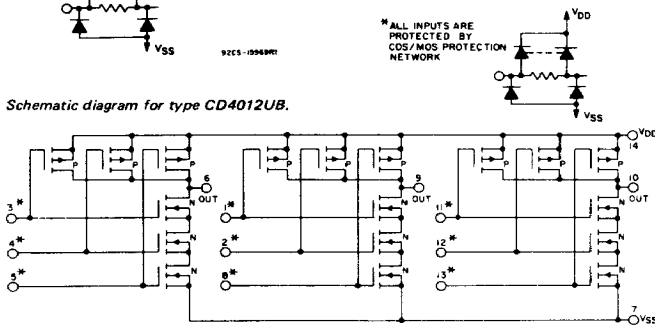 VSS
92CS-15969R1
*ALL INPUTS ARE
PROTECTED BY
COS/MOS PROTECTION
NETWORK
VDD
VSS
Schematic diagram for type CD4012UB.
VDD
14
P P P 6 P P P 9 P P P 10
OUT OUT OUT
3* N 1* N 11* N
4* N 2 * N 12 * N
5* N 8* N 13* N
7
VSS